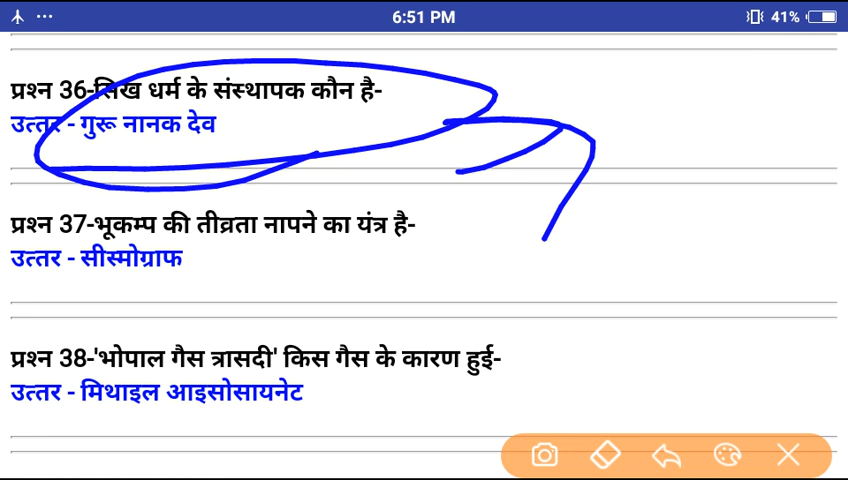 6:51 PM
41%
प्रश्न 36-सिख धर्म के संस्थापक कौन है-
उत्तर - गुरू नानक देव
प्रश्न 37-भूकम्प की तीव्रता नापने का यंत्र है-
उत्तर - सीस्मोग्राफ
प्रश्न 38-'भोपाल गैस त्रासदी' किस गैस के कारण हुई-
उत्तर - मिथाइल आइसोसायनेट